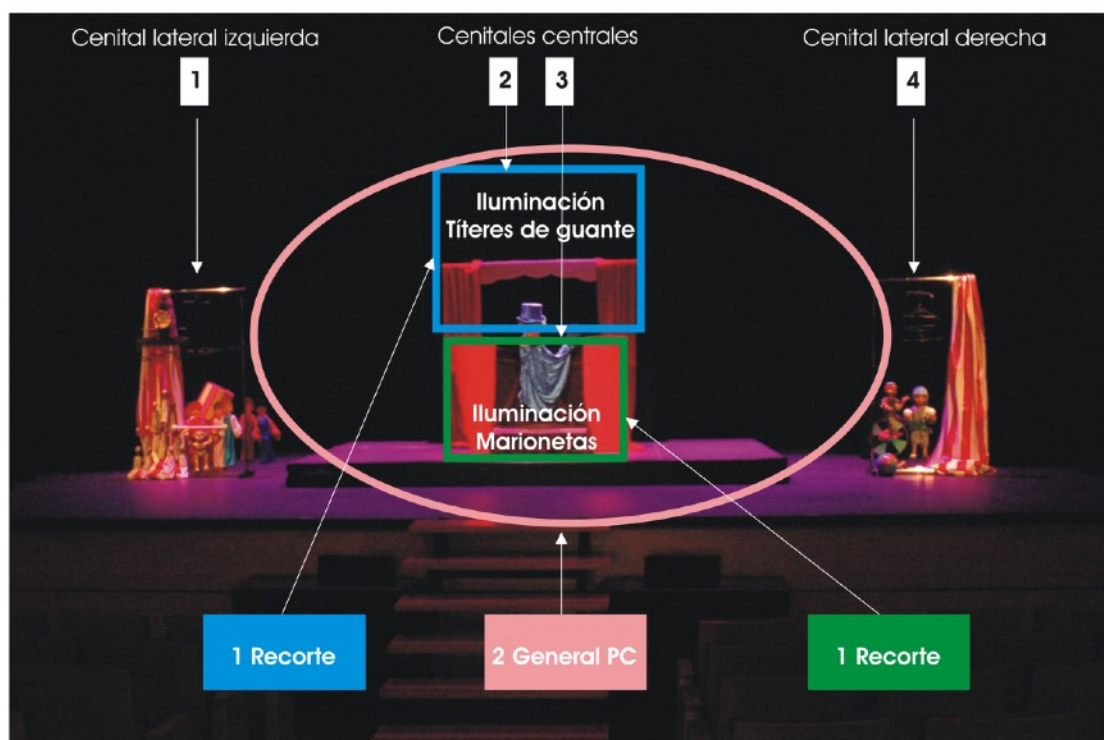 Cenital lateral izquierda
Cenitales centrales
Cenital lateral derecha
1
2
3
4
Iluminación
Títeres de guante
Iluminación
Marionetas
1 Recorte
2 General PC
1 Recorte